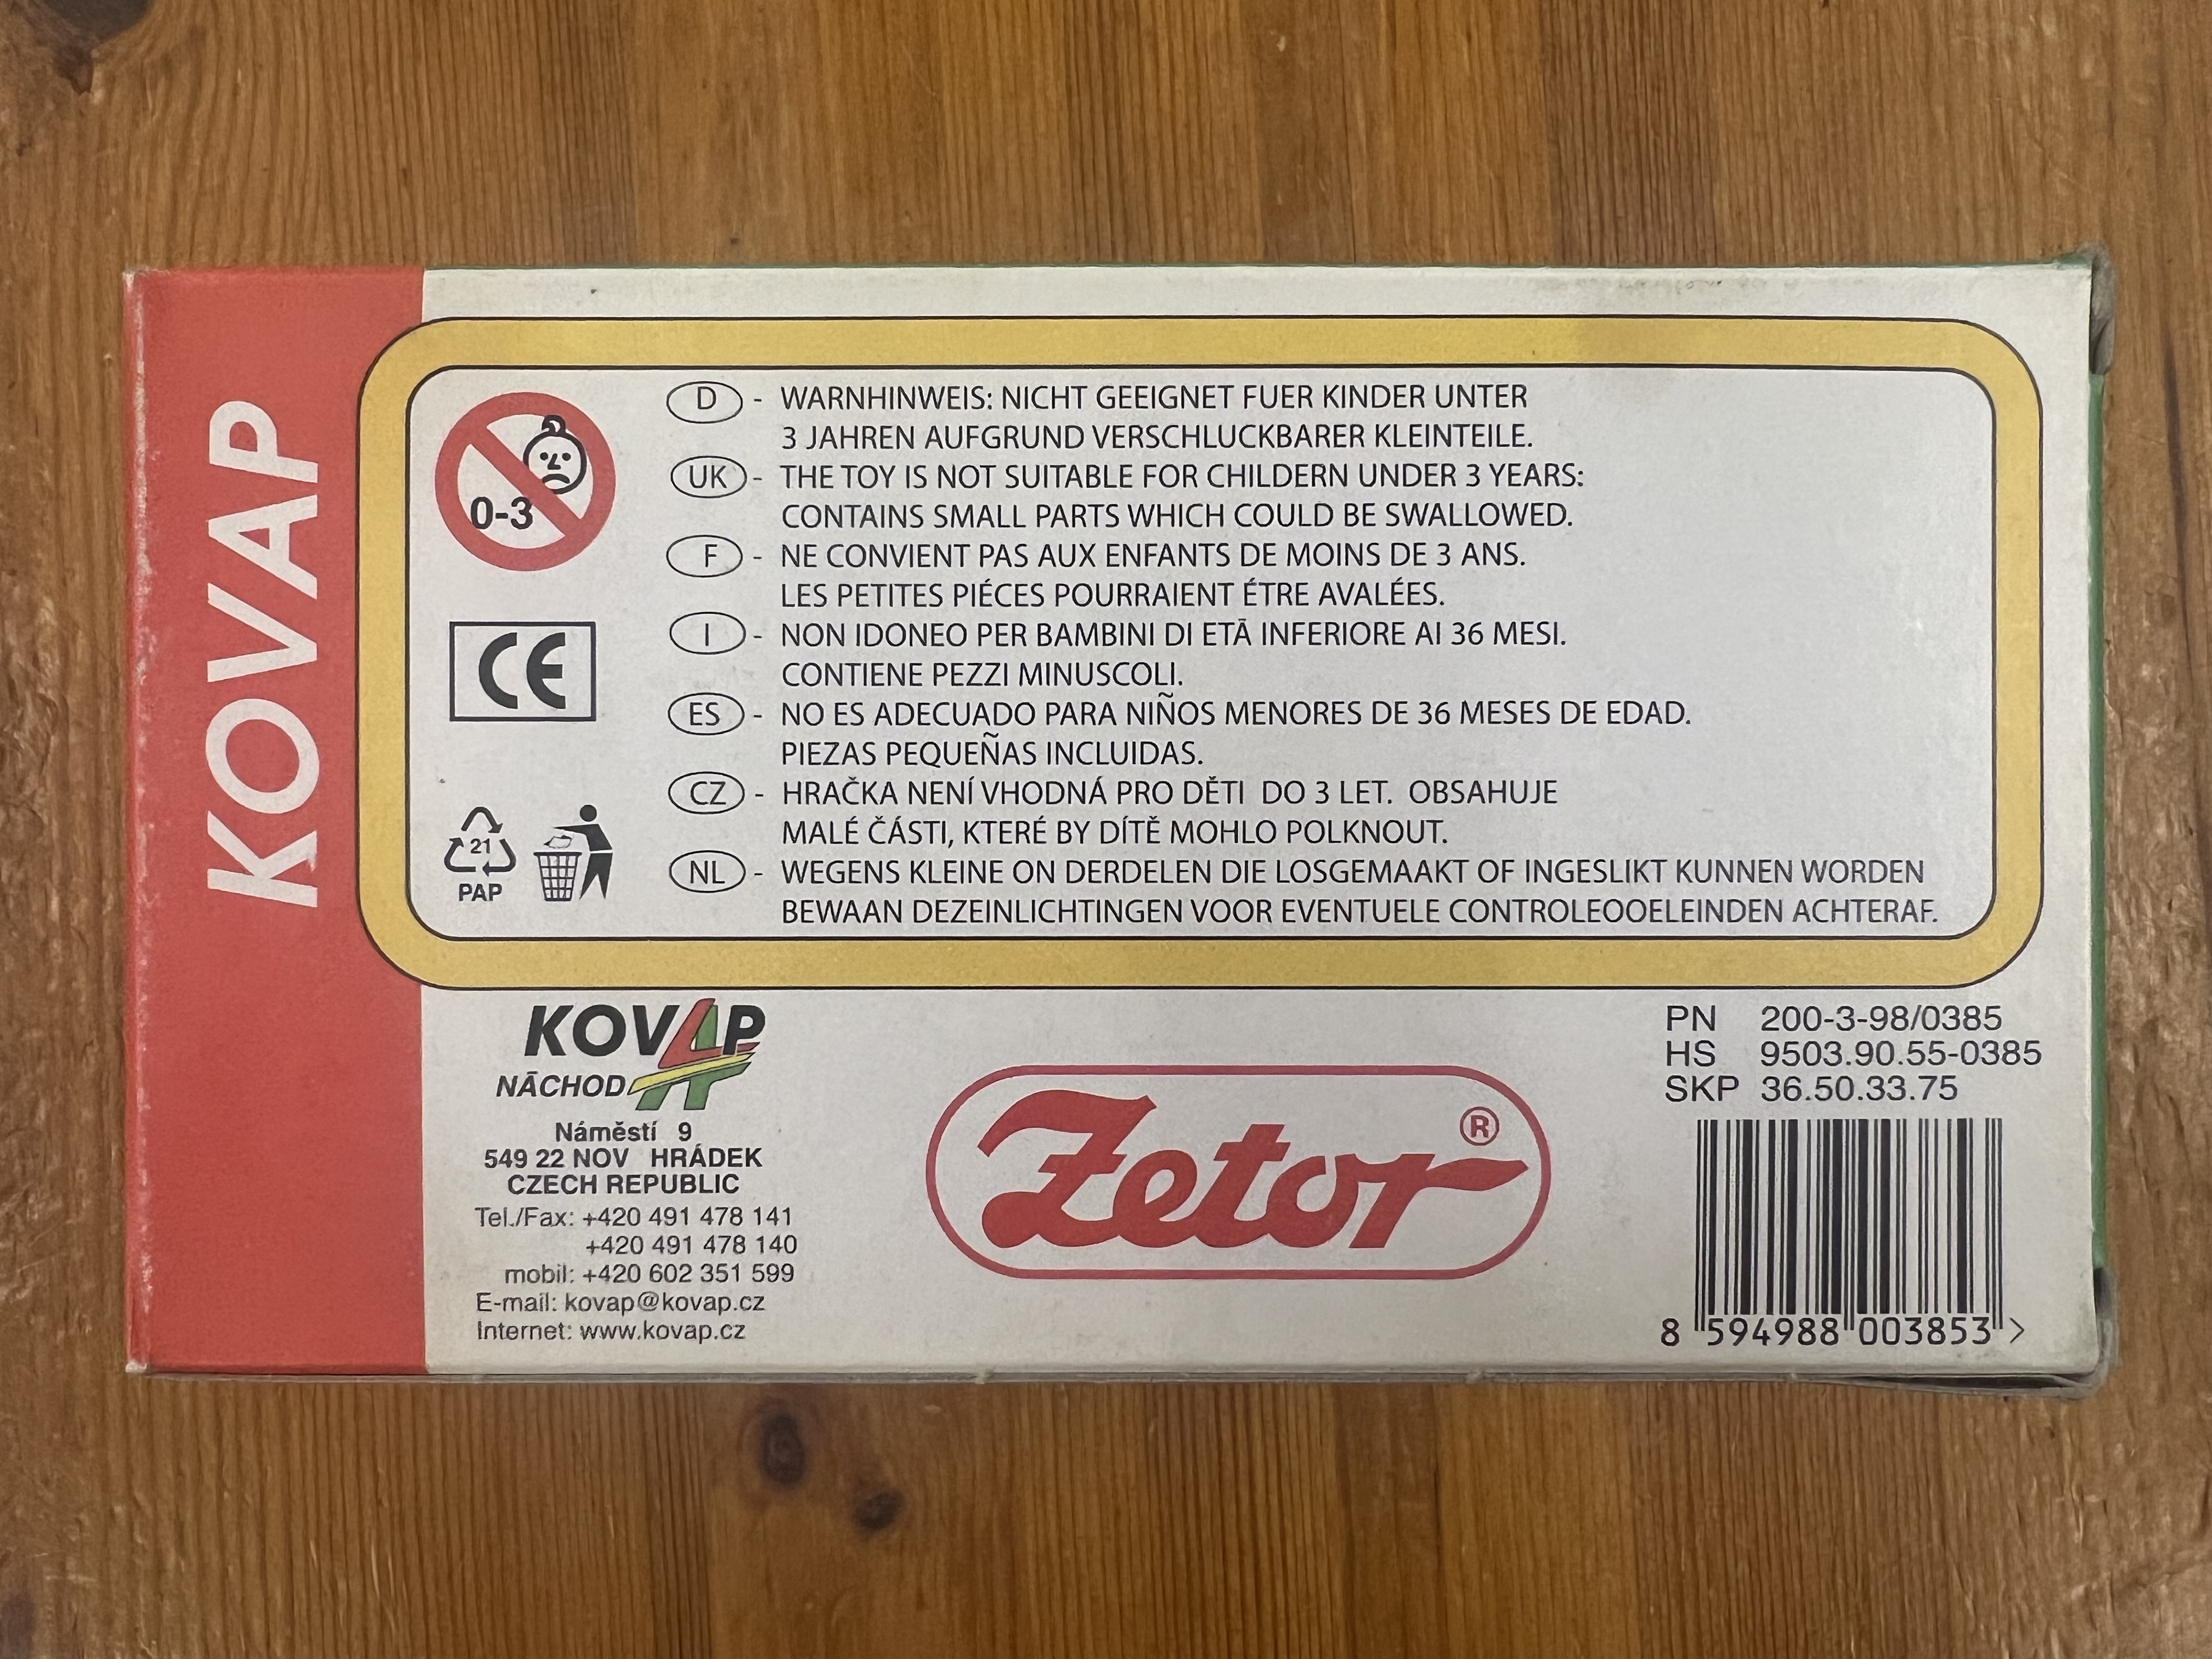 KOVAP
0-3
CE
21
PAP
D - WARNHINWEIS: NICHT GEEIGNET FUER KINDER UNTER
3 JAHREN AUFGRUND VERSCHLUCKBARER KLEINTEILE.
UK - THE TOY IS NOT SUITABLE FOR CHILDERN UNDER 3 YEARS:
CONTAINS SMALL PARTS WHICH COULD BE SWALLOWED.
F - NE CONVIENT PAS AUX ENFANTS DE MOINS DE 3 ANS.
LES PETITES PIÉCES POURRAIENT ÉTRE AVALÉES.
I - NON IDONEO PER BAMBINI DI ETĀ INFERIORE AI 36 MESI.
CONTIENE PEZZI MINUSCOLI.
ES - NO ES ADECUADO PARA NIÑOS MENORES DE 36 MESES DE EDAD.
PIEZAS PEQUEÑAS INCLUIDAS.
CZ - HRAČKA NENÍ VHODNÁ PRO DĚTI DO 3 LET. OBSAHUJE
MALÉ ČÁSTI, KTERÉ BY DÍTĚ MOHLO POLKNOUT.
NL - WEGENS KLEINE ON DERDELEN DIE LOSGEMAAKT OF INGESLIKT KUNNEN WORDEN
BEWAAN DEZEINLICHTINGEN VOOR EVENTUELE CONTROLEOOELEINDEN ACHTERAF.
KOVAP
NÁCHOD
Náměstí 9
549 22 NOV HRÁDEK
CZECH REPUBLIC
Tel./Fax: +420 491 478 141
+420 491 478 140
mobil: +420 602 351 599
E-mail: kovap@kovap.cz
Internet: www.kovap.cz
Zetor ®
PN 200-3-98/0385
HS 9503.90.55-0385
SKP 36.50.33.75
8 594988 003853 >